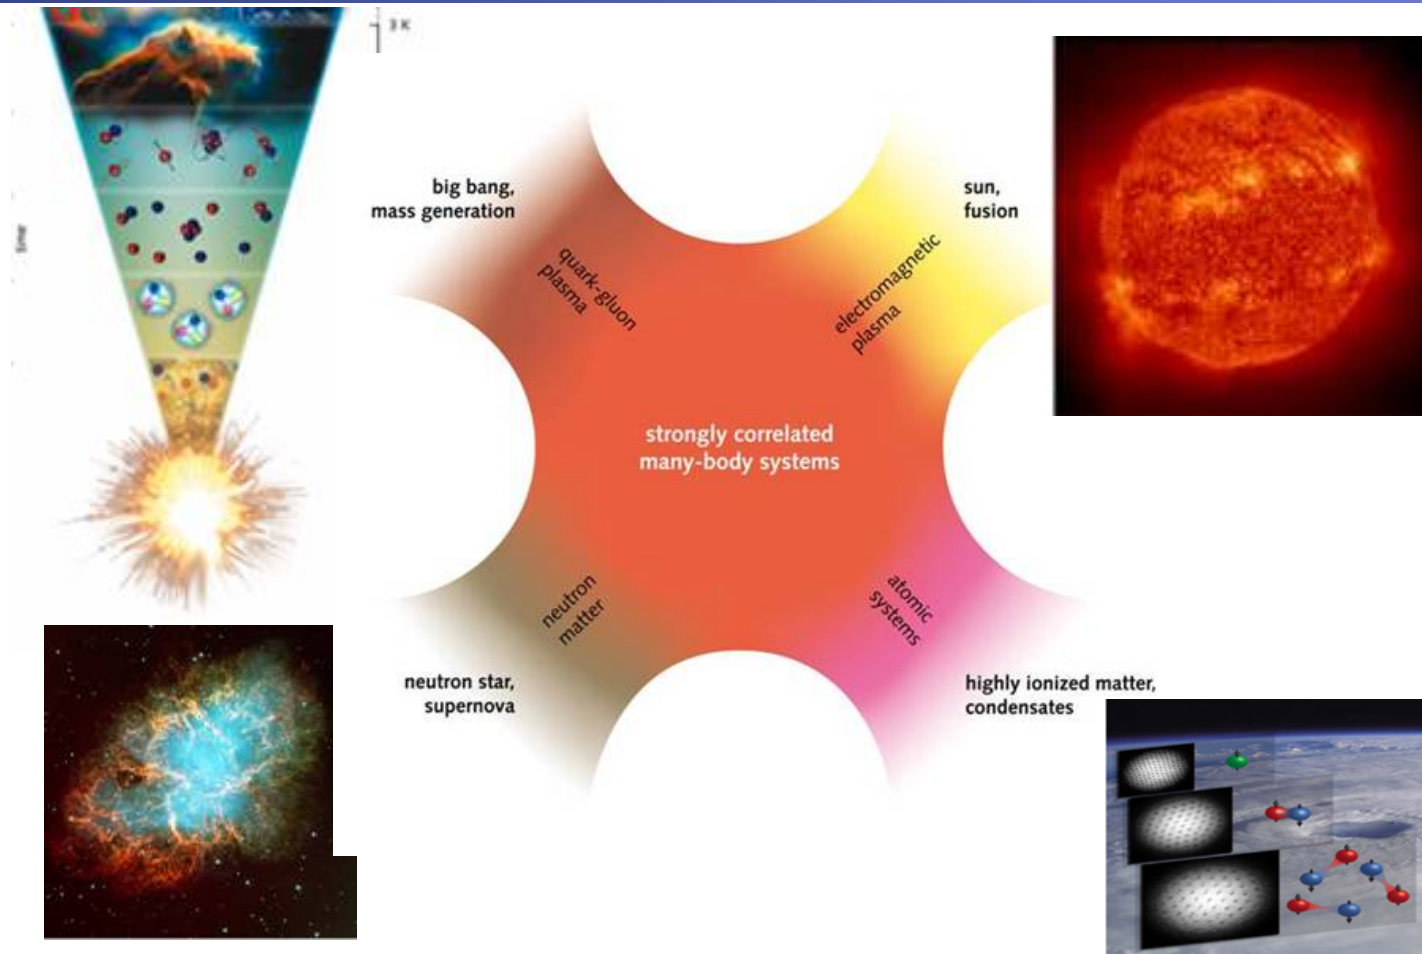 3 K
time
big bang,
mass generation
sun,
fusion
quark-gluon
plasma
electromagnetic
plasma
strongly correlated
many-body systems
neutron
matter
atomic
systems
neutron star,
supernova
highly ionized matter,
condensates